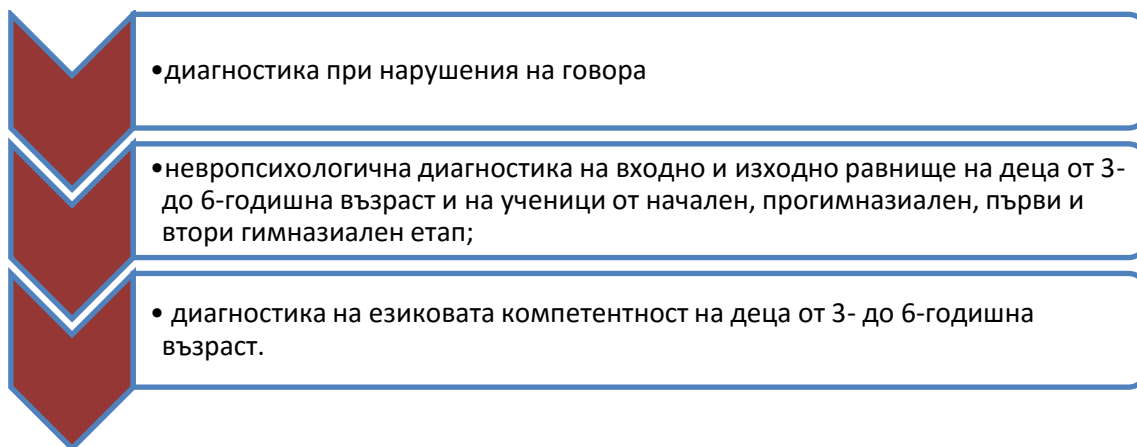 •диагностика при нарушения на говора
•невропсихологична диагностика на входно и изходно равнище на деца от 3-
до 6-годишна възраст и на ученици от начален, прогимназиален, първи и
втори гимназиален етап;
• диагностика на езиковата компетентност на деца от 3- до 6-годишна
възраст.